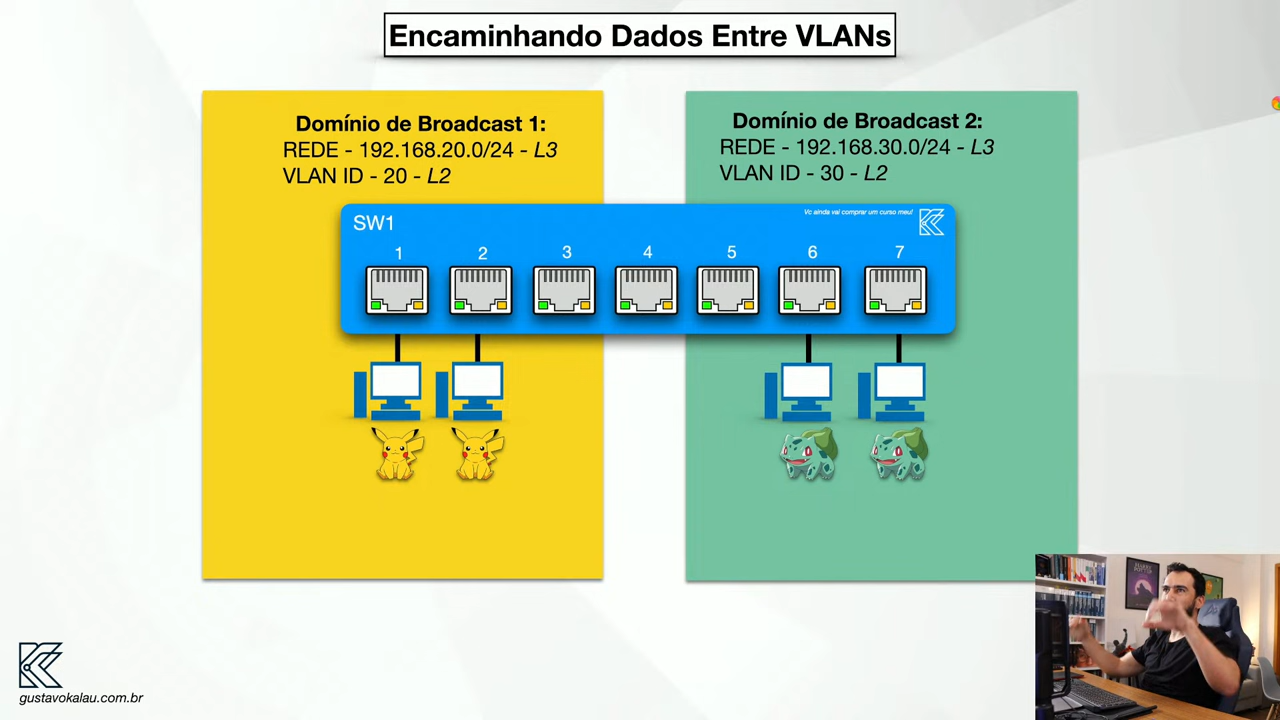 Encaminhando Dados Entre VLANs
Domínio de Broadcast 1:
REDE - 192.168.20.0/24 - L3
VLAN ID - 20 - L2
Domínio de Broadcast 2:
REDE - 192.168.30.0/24 - L3
VLAN ID - 30 - L2
SW1
Vc ainda vai comprar um curso meu!
1 2 3 4 5 6 7
gustavokalau.com.br